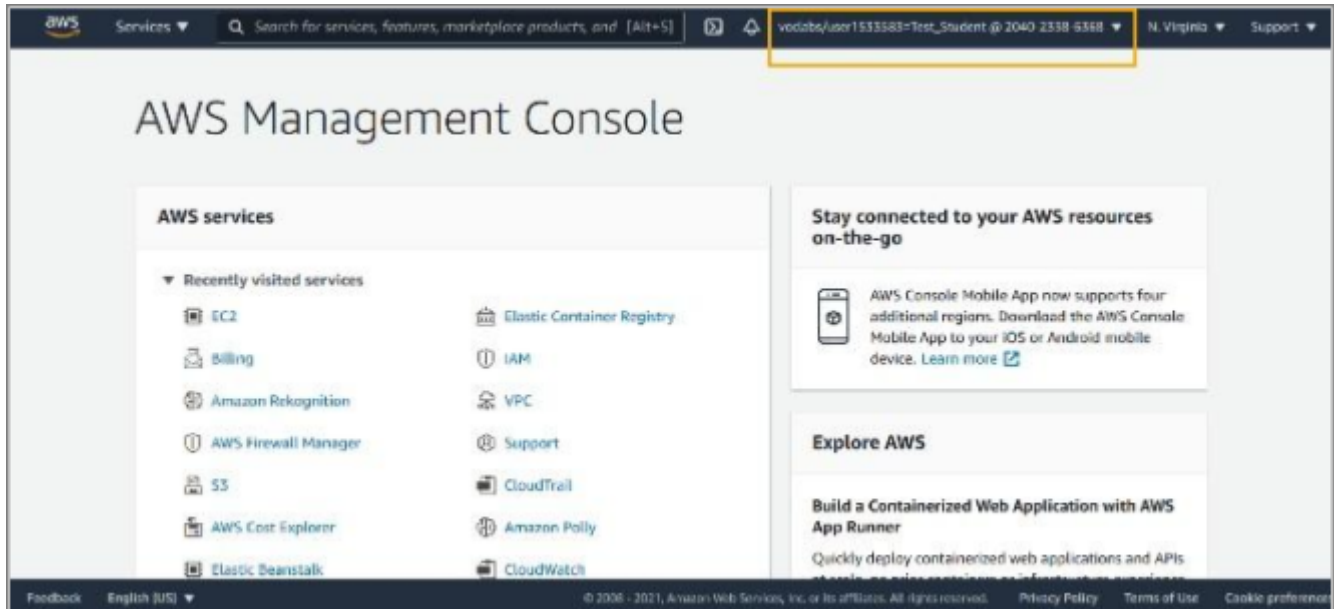 aws
Services ▼
Search for services, features, marketplace products, and [Alt+S]
voclabs/user1533583=Test_Student @ 2040-2338-6368 ▼
N. Virginia ▼
Support ▼
AWS Management Console
AWS services
▼ Recently visited services
EC2
Elastic Container Registry
Billing
IAM
Amazon Rekognition
VPC
AWS Firewall Manager
Support
S3
CloudTrail
AWS Cost Explorer
Amazon Polly
Elastic Beanstalk
CloudWatch
Stay connected to your AWS resources
on-the-go
AWS Console Mobile App now supports four
additional regions. Download the AWS Console
Mobile App to your iOS or Android mobile
device. Learn more
Explore AWS
Build a Containerized Web Application with AWS
App Runner
Quickly deploy containerized web applications and APIs
Feedback
English (US) ▼
© 2008 - 2021, Amazon Web Services, Inc. or its affiliates. All rights reserved.
Privacy Policy
Terms of Use
Cookie preferences